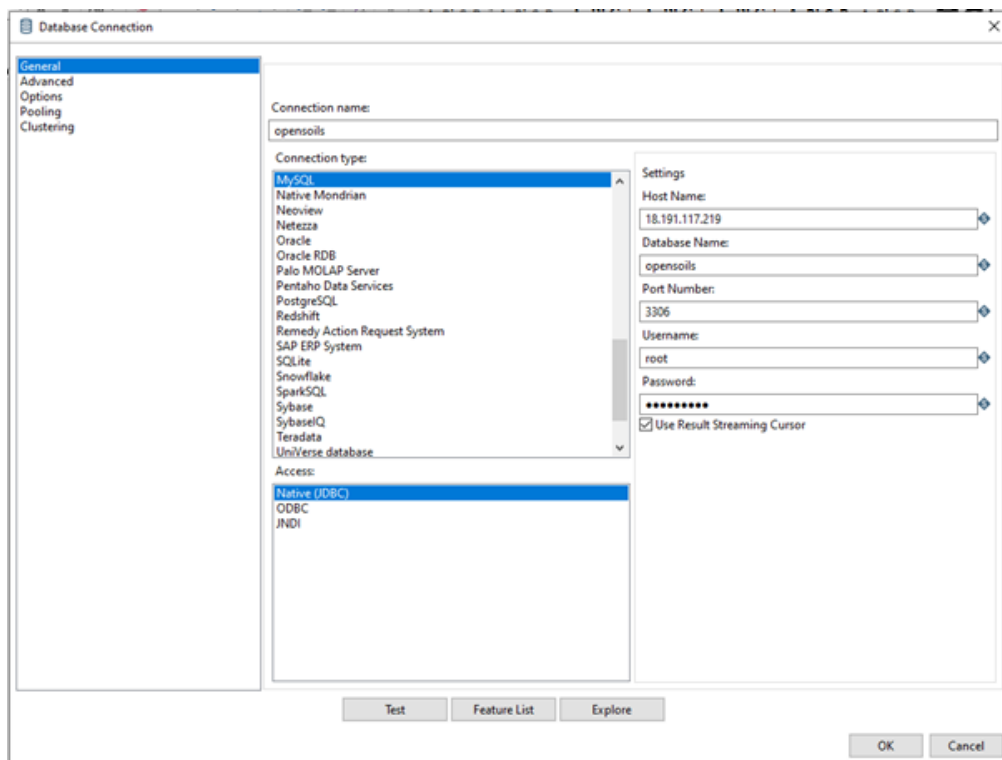 Database Connection
General
Advanced
Options
Pooling
Clustering
Connection name:
opensoils
Connection type:
MySQL
Native Mondrian
Neoview
Netezza
Oracle
Oracle RDB
Palo MOLAP Server
Pentaho Data Services
PostgreSQL
Redshift
Remedy Action Request System
SAP ERP System
SQLite
Snowflake
SparkSQL
Sybase
SybaseIQ
Teradata
UniVerse database
Access:
Native (JDBC)
ODBC
JNDI
Settings
Host Name:
18.191.117.219
Database Name:
opensoils
Port Number:
3306
Username:
root
Password:
●●●●●●●●●
Use Result Streaming Cursor
Test Feature List Explore
OK Cancel